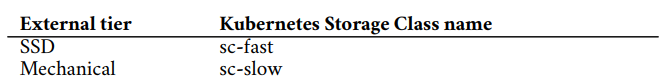 External tier Kubernetes Storage Class name
SSD sc-fast
Mechanical sc-slow